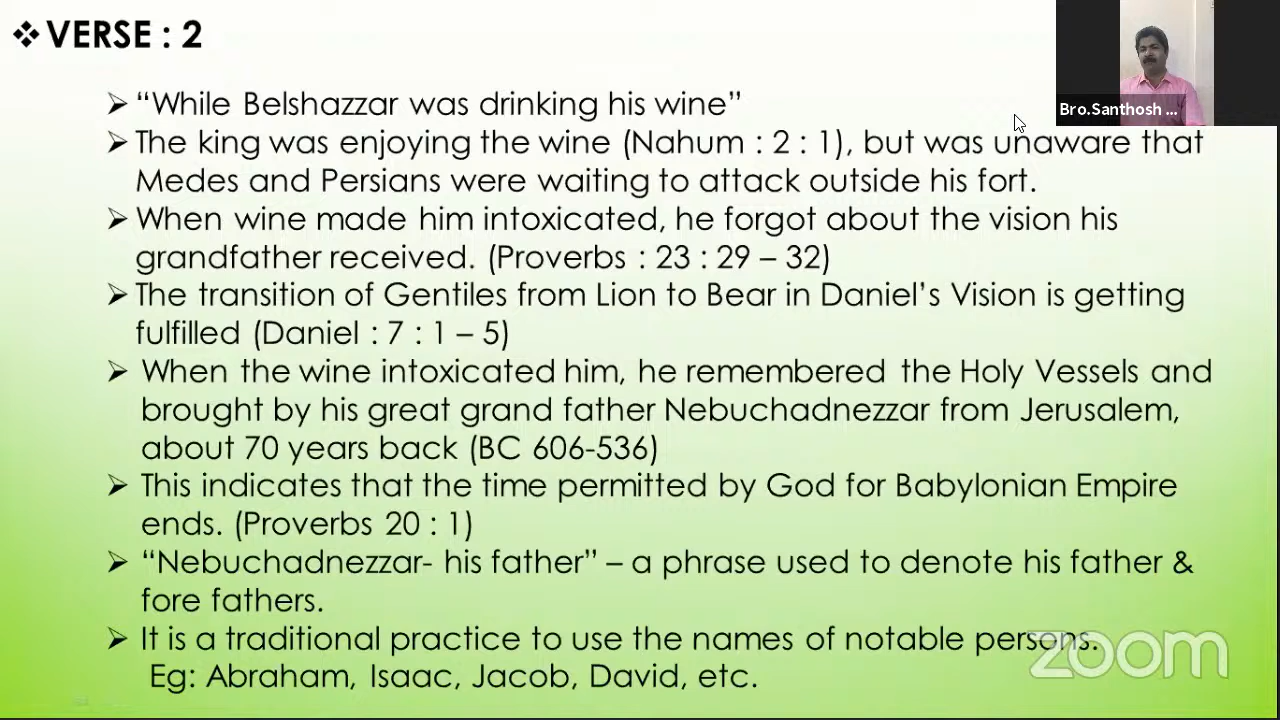 ❖ VERSE : 2
Bro.Santhosh ...
➢ “While Belshazzar was drinking his wine”
➢ The king was enjoying the wine (Nahum : 2 : 1), but was unaware that
Medes and Persians were waiting to attack outside his fort.
➢ When wine made him intoxicated, he forgot about the vision his
grandfather received. (Proverbs : 23 : 29 – 32)
➢ The transition of Gentiles from Lion to Bear in Daniel’s Vision is getting
fulfilled (Daniel : 7 : 1 – 5)
➢ When the wine intoxicated him, he remembered the Holy Vessels and
brought by his great grand father Nebuchadnezzar from Jerusalem,
about 70 years back (BC 606-536)
➢ This indicates that the time permitted by God for Babylonian Empire
ends. (Proverbs 20 : 1)
➢ “Nebuchadnezzar- his father” – a phrase used to denote his father &
fore fathers.
➢ It is a traditional practice to use the names of notable persons.
Eg: Abraham, Isaac, Jacob, David, etc.
zoom